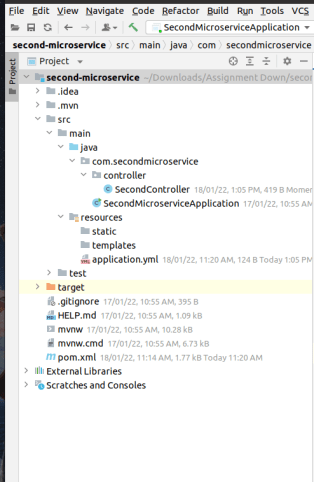 File Edit View Navigate Code Refactor Build Run Tools VCS
SecondMicroserviceApplication
second-microservice src main java com secondmicroservice
Project
Project
second-microservice ~/Downloads/Assignment Down/secon
.idea
.mvn
src
main
java
com.secondmicroservice
controller
SecondController 18/01/22, 1:05 PM, 419 B Momen
SecondMicroserviceApplication 17/01/22, 10:55 AM
resources
static
templates
application.yml 18/01/22, 11:20 AM, 124 B Today 1:05 PM
test
target
.gitignore 17/01/22, 10:55 AM, 395 B
HELP.md 17/01/22, 10:55 AM, 1.09 kB
mvnw 17/01/22, 10:55 AM, 10.28 kB
mvnw.cmd 17/01/22, 10:55 AM, 6.73 kB
pom.xml 18/01/22, 11:14 AM, 1.77 kB Today 11:20 AM
External Libraries
Scratches and Consoles